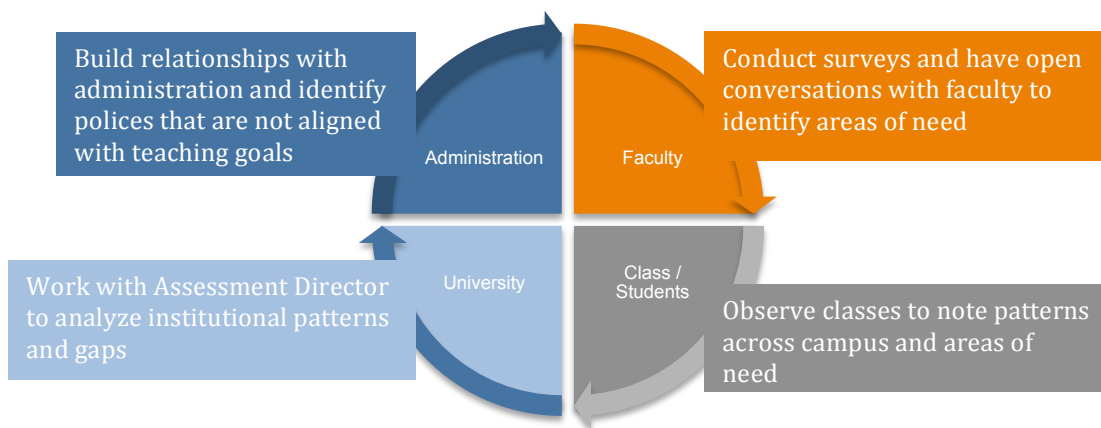 Build relationships with
administration and identify
polices that are not aligned
with teaching goals
Administration
Faculty
Conduct surveys and have open
conversations with faculty to
identify areas of need
Work with Assessment Director
to analyze institutional patterns
and gaps
University
Class /
Students
Observe classes to note patterns
across campus and areas of
need